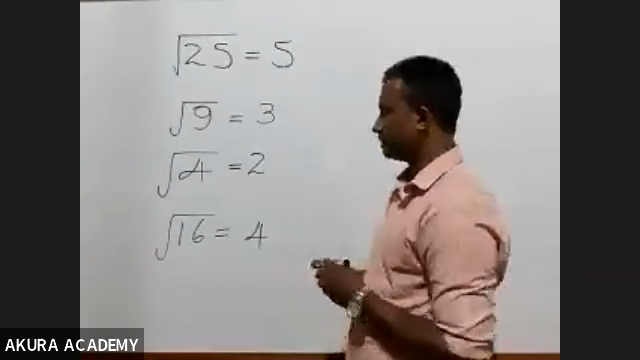 √25 = 5
√9 = 3
√4 = 2
√16 = 4
AKURA ACADEMY